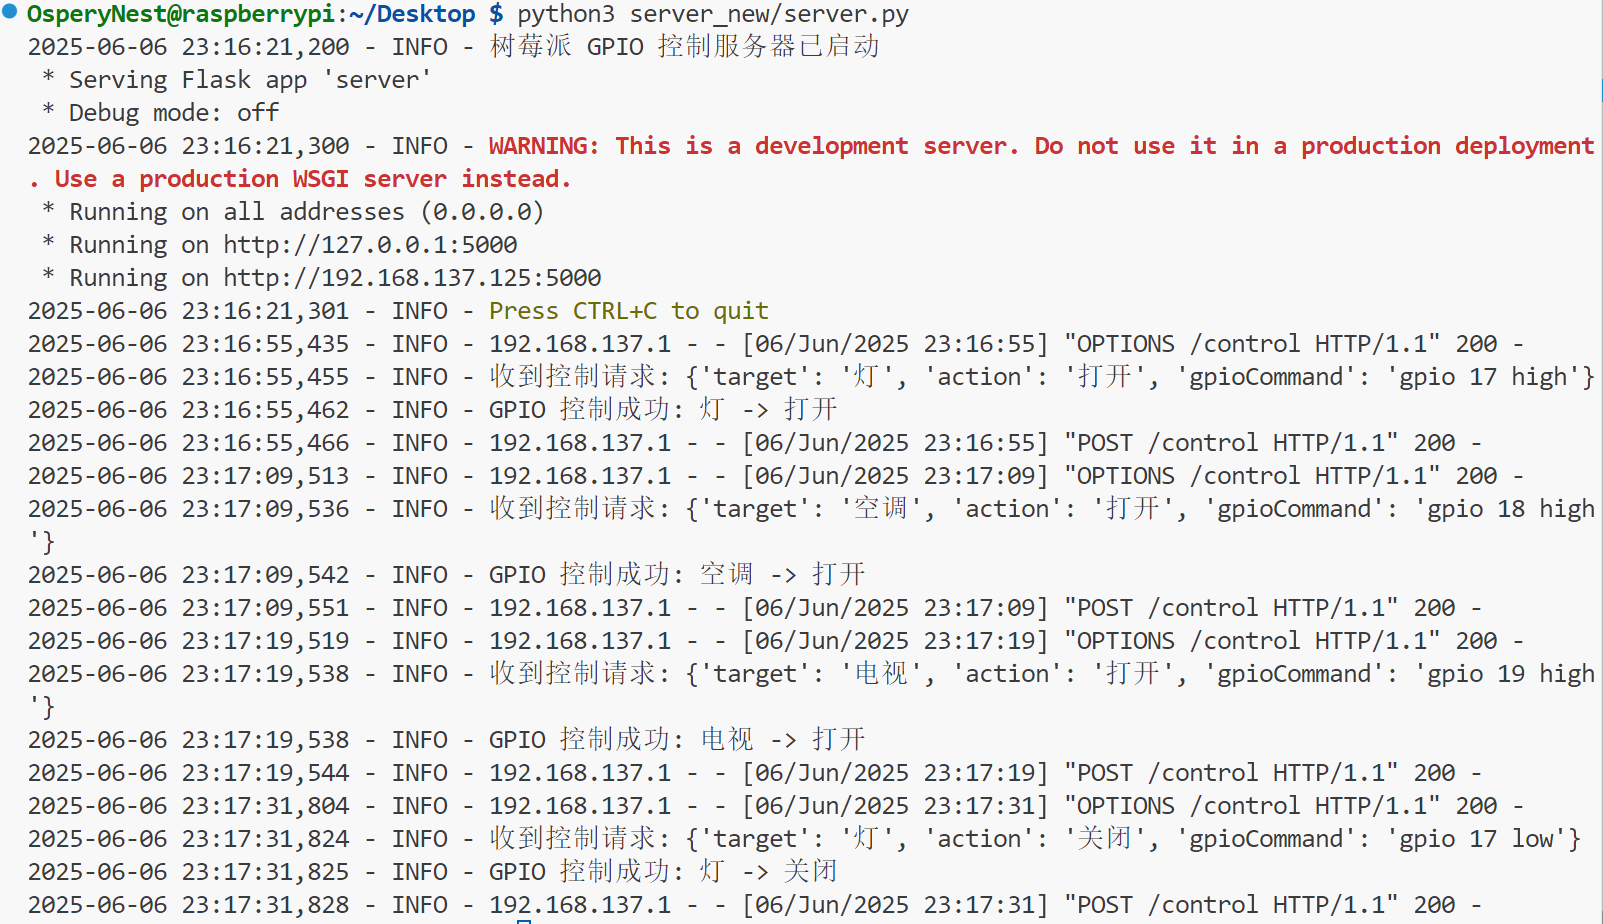 OsperyNest@raspberrypi:~/Desktop $ python3 server_new/server.py
2025-06-06 23:16:21,200 - INFO - 树莓派 GPIO 控制服务器已启动
 * Serving Flask app 'server'
 * Debug mode: off
2025-06-06 23:16:21,300 - INFO - WARNING: This is a development server. Do not use it in a production deployment
. Use a production WSGI server instead.
 * Running on all addresses (0.0.0.0)
 * Running on http://127.0.0.1:5000
 * Running on http://192.168.137.125:5000
2025-06-06 23:16:21,301 - INFO - Press CTRL+C to quit
2025-06-06 23:16:55,435 - INFO - 192.168.137.1 - - [06/Jun/2025 23:16:55] "OPTIONS /control HTTP/1.1" 200 -
2025-06-06 23:16:55,455 - INFO - 收到控制请求: {'target': '灯', 'action': '打开', 'gpioCommand': 'gpio 17 high'}
2025-06-06 23:16:55,462 - INFO - GPIO 控制成功: 灯 -> 打开
2025-06-06 23:16:55,466 - INFO - 192.168.137.1 - - [06/Jun/2025 23:16:55] "POST /control HTTP/1.1" 200 -
2025-06-06 23:17:09,513 - INFO - 192.168.137.1 - - [06/Jun/2025 23:17:09] "OPTIONS /control HTTP/1.1" 200 -
2025-06-06 23:17:09,536 - INFO - 收到控制请求: {'target': '空调', 'action': '打开', 'gpioCommand': 'gpio 18 high
'}
2025-06-06 23:17:09,542 - INFO - GPIO 控制成功: 空调 -> 打开
2025-06-06 23:17:09,551 - INFO - 192.168.137.1 - - [06/Jun/2025 23:17:09] "POST /control HTTP/1.1" 200 -
2025-06-06 23:17:19,519 - INFO - 192.168.137.1 - - [06/Jun/2025 23:17:19] "OPTIONS /control HTTP/1.1" 200 -
2025-06-06 23:17:19,538 - INFO - 收到控制请求: {'target': '电视', 'action': '打开', 'gpioCommand': 'gpio 19 high
'}
2025-06-06 23:17:19,538 - INFO - GPIO 控制成功: 电视 -> 打开
2025-06-06 23:17:19,544 - INFO - 192.168.137.1 - - [06/Jun/2025 23:17:19] "POST /control HTTP/1.1" 200 -
2025-06-06 23:17:31,804 - INFO - 192.168.137.1 - - [06/Jun/2025 23:17:31] "OPTIONS /control HTTP/1.1" 200 -
2025-06-06 23:17:31,824 - INFO - 收到控制请求: {'target': '灯', 'action': '关闭', 'gpioCommand': 'gpio 17 low'}
2025-06-06 23:17:31,825 - INFO - GPIO 控制成功: 灯 -> 关闭
2025-06-06 23:17:31,828 - INFO - 192.168.137.1 - - [06/Jun/2025 23:17:31] "POST /control HTTP/1.1" 200 -